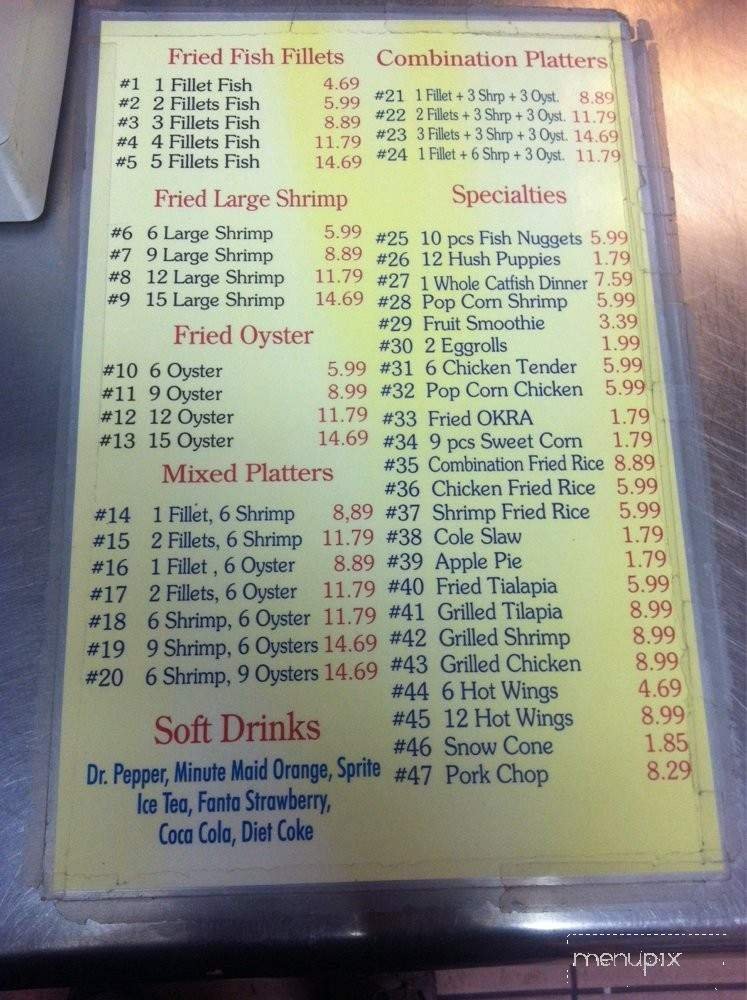 Fried Fish Fillets
#1 1 Fillet Fish 4.69
#2 2 Fillets Fish 5.99
#3 3 Fillets Fish 8.89
#4 4 Fillets Fish 11.79
#5 5 Fillets Fish 14.69
Fried Large Shrimp
#6 6 Large Shrimp 5.99
#7 9 Large Shrimp 8.89
#8 12 Large Shrimp 11.79
#9 15 Large Shrimp 14.69
Fried Oyster
#10 6 Oyster 5.99
#11 9 Oyster 8.99
#12 12 Oyster 11.79
#13 15 Oyster 14.69
Mixed Platters
#14 1 Fillet, 6 Shrimp 8,89
#15 2 Fillets, 6 Shrimp 11.79
#16 1 Fillet , 6 Oyster 8.89
#17 2 Fillets, 6 Oyster 11.79
#18 6 Shrimp, 6 Oyster 11.79
#19 9 Shrimp, 6 Oysters 14.69
#20 6 Shrimp, 9 Oysters 14.69
Soft Drinks
Dr. Pepper, Minute Maid Orange, Sprite
Ice Tea, Fanta Strawberry,
Coca Cola, Diet Coke
Combination Platters
#21 1 Fillet + 3 Shrp + 3 Oyst. 8.89
#22 2 Fillets + 3 Shrp + 3 Oyst. 11.79
#23 3 Fillets + 3 Shrp + 3 Oyst. 14.69
#24 1 Fillet + 6 Shrp + 3 Oyst. 11.79
Specialties
#25 10 pcs Fish Nuggets 5.99
#26 12 Hush Puppies 1.79
#27 1 Whole Catfish Dinner 7.59
#28 Pop Corn Shrimp 5.99
#29 Fruit Smoothie 3.39
#30 2 Eggrolls 1.99
#31 6 Chicken Tender 5.99
#32 Pop Corn Chicken 5.99
#33 Fried OKRA 1.79
#34 9 pcs Sweet Corn 1.79
#35 Combination Fried Rice 8.89
#36 Chicken Fried Rice 5.99
#37 Shrimp Fried Rice 5.99
#38 Cole Slaw 1.79
#39 Apple Pie 1.79
#40 Fried Tialapia 5.99
#41 Grilled Tilapia 8.99
#42 Grilled Shrimp 8.99
#43 Grilled Chicken 8.99
#44 6 Hot Wings 4.69
#45 12 Hot Wings 8.99
#46 Snow Cone 1.85
#47 Pork Chop 8.29
menupix